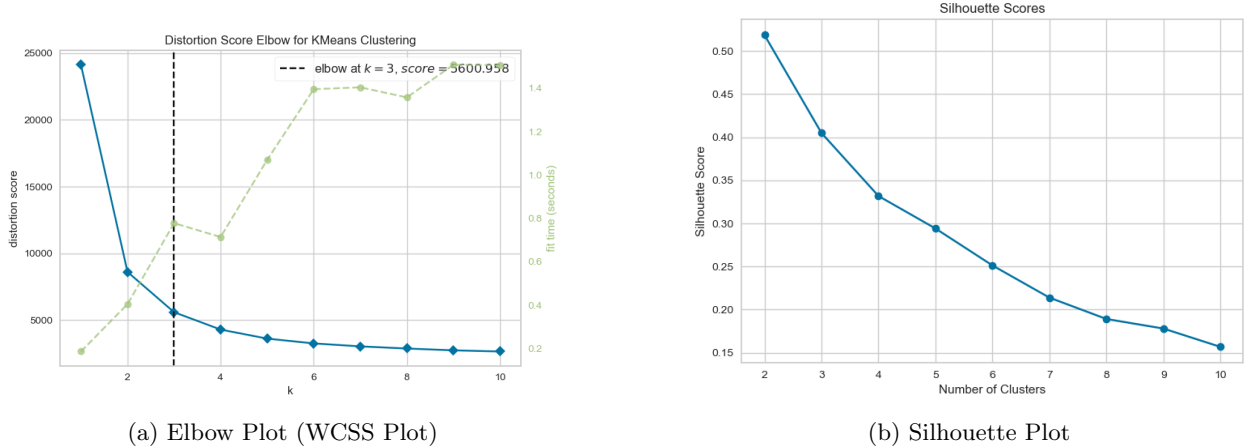 Distortion Score Elbow for KMeans Clustering
elbow at k = 3, score = 5600.958
25000
20000
15000
10000
5000
distortion score
1.4
1.2
1.0
0.8
0.6
0.4
0.2
fit time (seconds)
2 4 6 8 10
k
(a) Elbow Plot (WCSS Plot)
Silhouette Scores
0.50
0.45
0.40
0.35
0.30
0.25
0.20
0.15
Silhouette Score
2 3 4 5 6 7 8 9 10
Number of Clusters
(b) Silhouette Plot